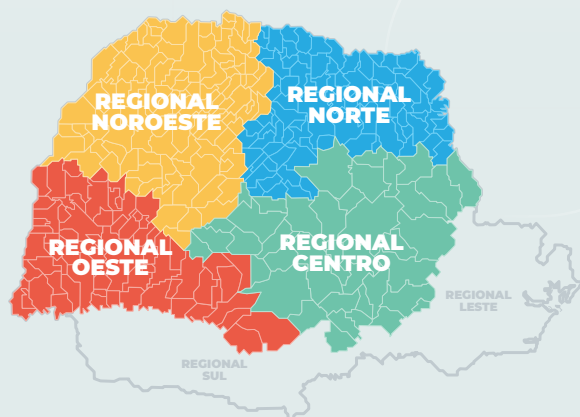 REGIONAL
NOROESTE
REGIONAL
NORTE
REGIONAL
OESTE
REGIONAL
CENTRO
REGIONAL
LESTE
REGIONAL
SUL